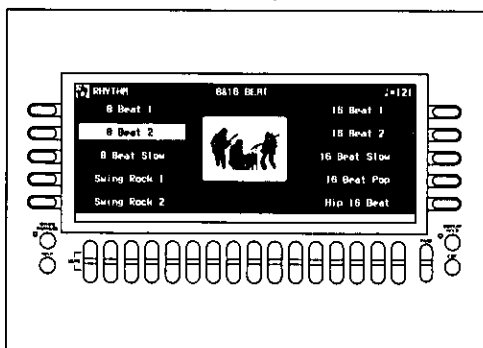 RHYTHM 8&16 BEAT ♩=121
8 Beat 1 16 Beat 1
8 Beat 2 16 Beat 2
8 Beat Slow 16 Beat Slow
Swing Rock 1 16 Beat Pop
Swing Rock 2 Hip 16 Beat